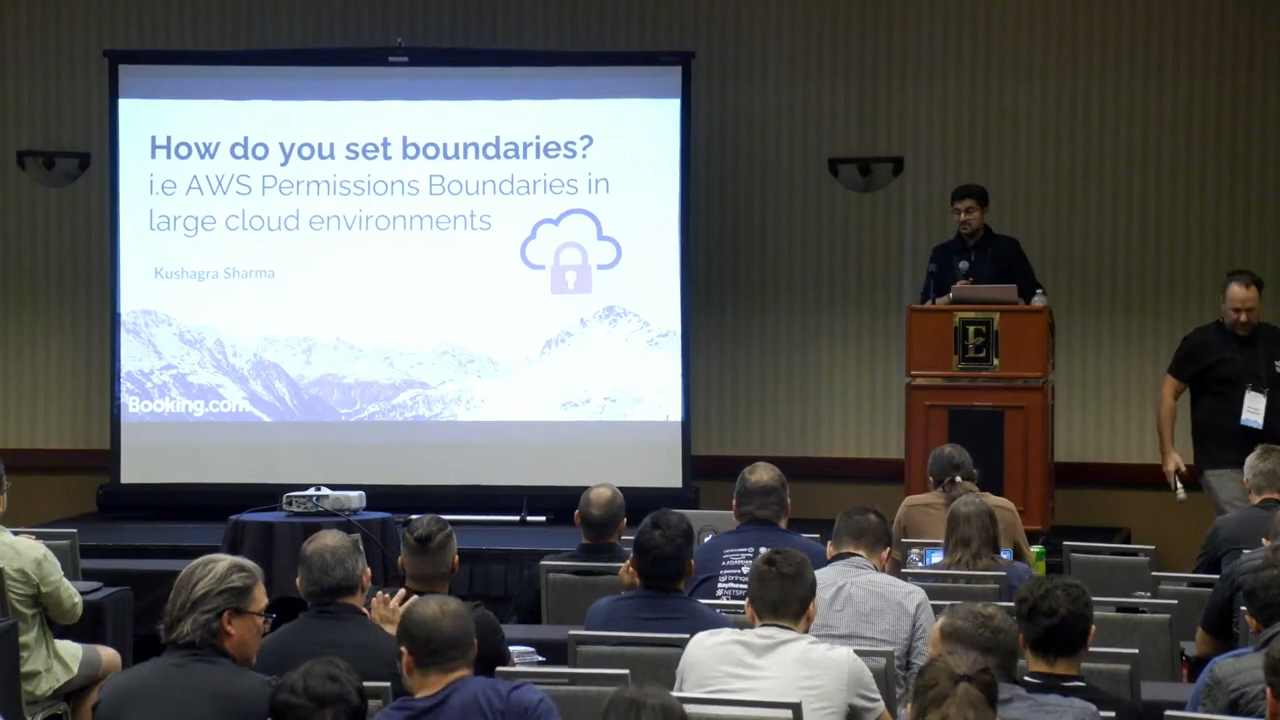 How do you set boundaries?
i.e AWS Permissions Boundaries in
large cloud environments
Kushagra Sharma
Booking.com
E